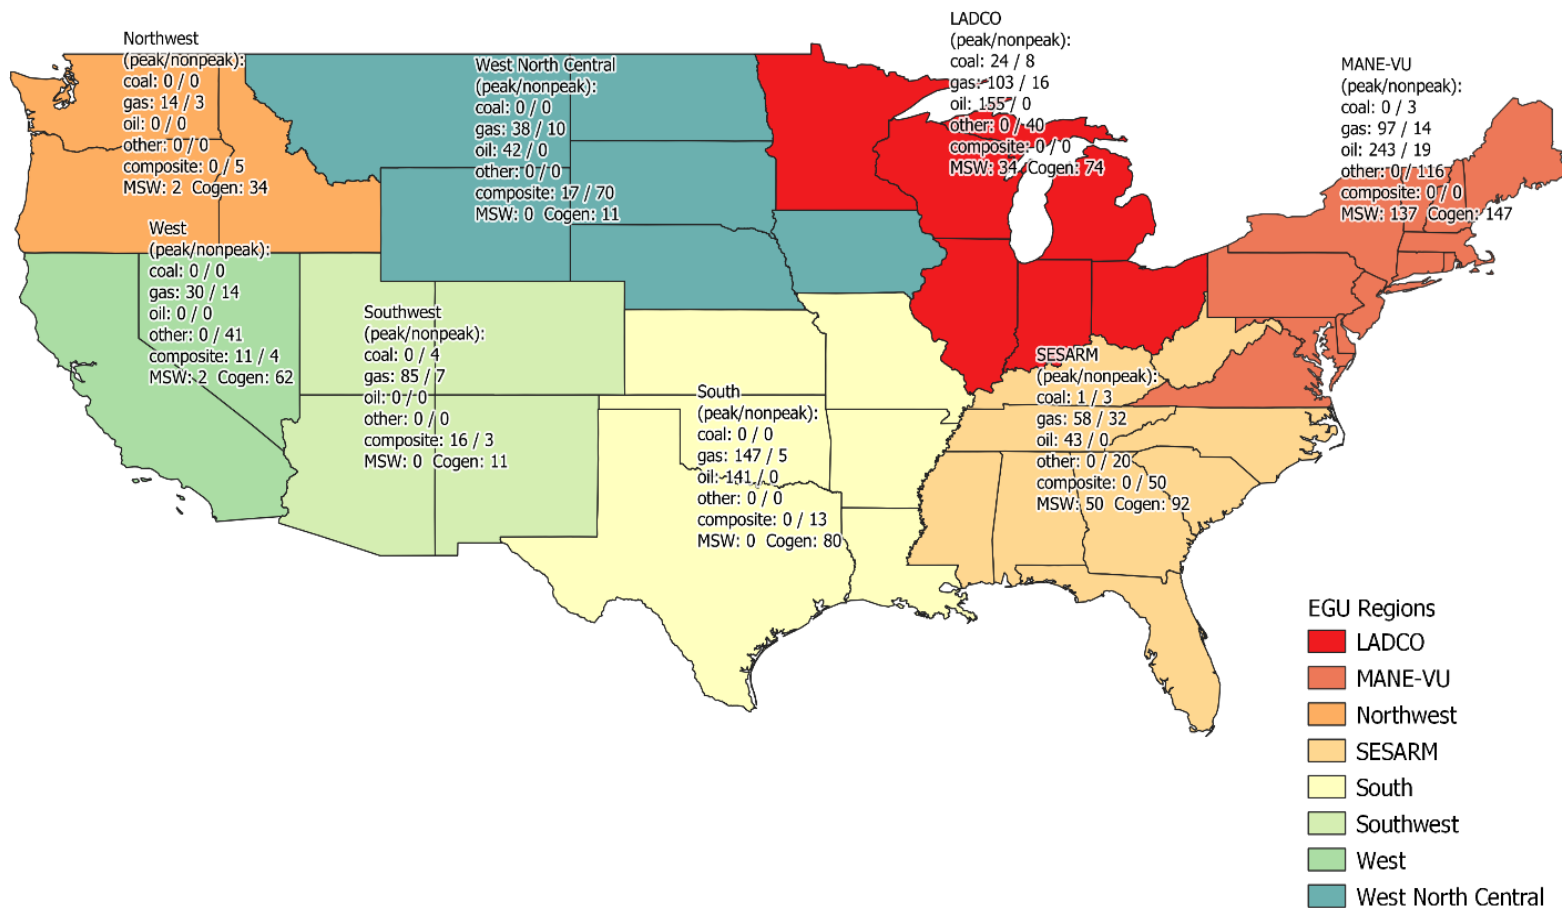 Northwest
(peak/nonpeak):
coal: 0 / 0
gas: 14 / 3
oil: 0 / 0
other: 0 / 0
composite: 0 / 5
MSW: 2 Cogen: 34
West North Central
(peak/nonpeak):
coal: 0 / 0
gas: 38 / 10
oil: 42 / 0
other: 0 / 0
composite: 17 / 70
MSW: 0 Cogen: 11
LADCO
(peak/nonpeak):
coal: 24 / 8
gas: 103 / 16
oil: 155 / 0
other: 0 / 40
composite: 0 / 0
MSW: 34 Cogen: 74
MANE-VU
(peak/nonpeak):
coal: 0 / 3
gas: 97 / 14
oil: 243 / 19
other: 0 / 116
composite: 0 / 0
MSW: 137 Cogen: 147
West
(peak/nonpeak):
coal: 0 / 0
gas: 30 / 14
oil: 0 / 0
other: 0 / 41
composite: 11 / 4
MSW: 2 Cogen: 62
Southwest
(peak/nonpeak):
coal: 0 / 4
gas: 85 / 7
oil: 0 / 0
other: 0 / 0
composite: 16 / 3
MSW: 0 Cogen: 11
South
(peak/nonpeak):
coal: 0 / 0
gas: 147 / 5
oil: 141 / 0
other: 0 / 0
composite: 0 / 13
MSW: 0 Cogen: 80
SESARM
(peak/nonpeak):
coal: 1 / 3
gas: 58 / 32
oil: 43 / 0
other: 0 / 20
composite: 0 / 50
MSW: 50 Cogen: 92
EGU Regions
LADCO
MANE-VU
Northwest
SESARM
South
Southwest
West
West North Central